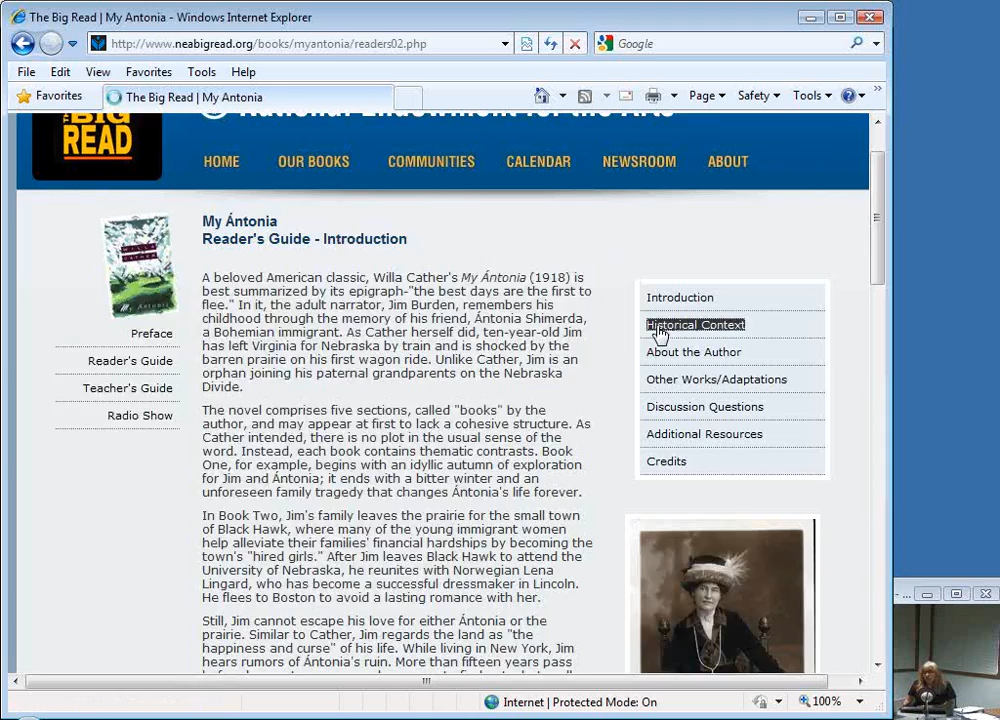 The Big Read | My Antonia - Windows Internet Explorer
http://www.neabigread.org/books/myantonia/readers02.php
Google
File Edit View Favorites Tools Help
Favorites
The Big Read | My Antonia
Page Safety Tools
BIG
READ
National Endowment for the Arts
HOME OUR BOOKS COMMUNITIES CALENDAR NEWSROOM ABOUT
My Ántonia
Reader's Guide - Introduction
A beloved American classic, Willa Cather's My Ántonia (1918) is
best summarized by its epigraph-"the best days are the first to
flee." In it, the adult narrator, Jim Burden, remembers his
childhood through the memory of his friend, Ántonia Shimerda,
a Bohemian immigrant. As Cather herself did, ten-year-old Jim
has left Virginia for Nebraska by train and is shocked by the
barren prairie on his first wagon ride. Unlike Cather, Jim is an
orphan joining his paternal grandparents on the Nebraska
Divide.
The novel comprises five sections, called "books" by the
author, and may appear at first to lack a cohesive structure. As
Cather intended, there is no plot in the usual sense of the
word. Instead, each book contains thematic contrasts. Book
One, for example, begins with an idyllic autumn of exploration
for Jim and Ántonia; it ends with a bitter winter and an
unforeseen family tragedy that changes Ántonia's life forever.
In Book Two, Jim's family leaves the prairie for the small town
of Black Hawk, where many of the young immigrant women
help alleviate their families' financial hardships by becoming the
town's "hired girls." After Jim leaves Black Hawk to attend the
University of Nebraska, he reunites with Norwegian Lena
Lingard, who has become a successful dressmaker in Lincoln.
He flees to Boston to avoid a lasting romance with her.
Still, Jim cannot escape his love for either Ántonia or the
prairie. Similar to Cather, Jim regards the land as "the
happiness and curse" of his life. While living in New York, Jim
hears rumors of Ántonia's ruin. More than fifteen years pass
Preface
Reader's Guide
Teacher's Guide
Radio Show
Introduction
Historical Context
About the Author
Other Works/Adaptations
Discussion Questions
Additional Resources
Credits
Internet | Protected Mode: On
100%